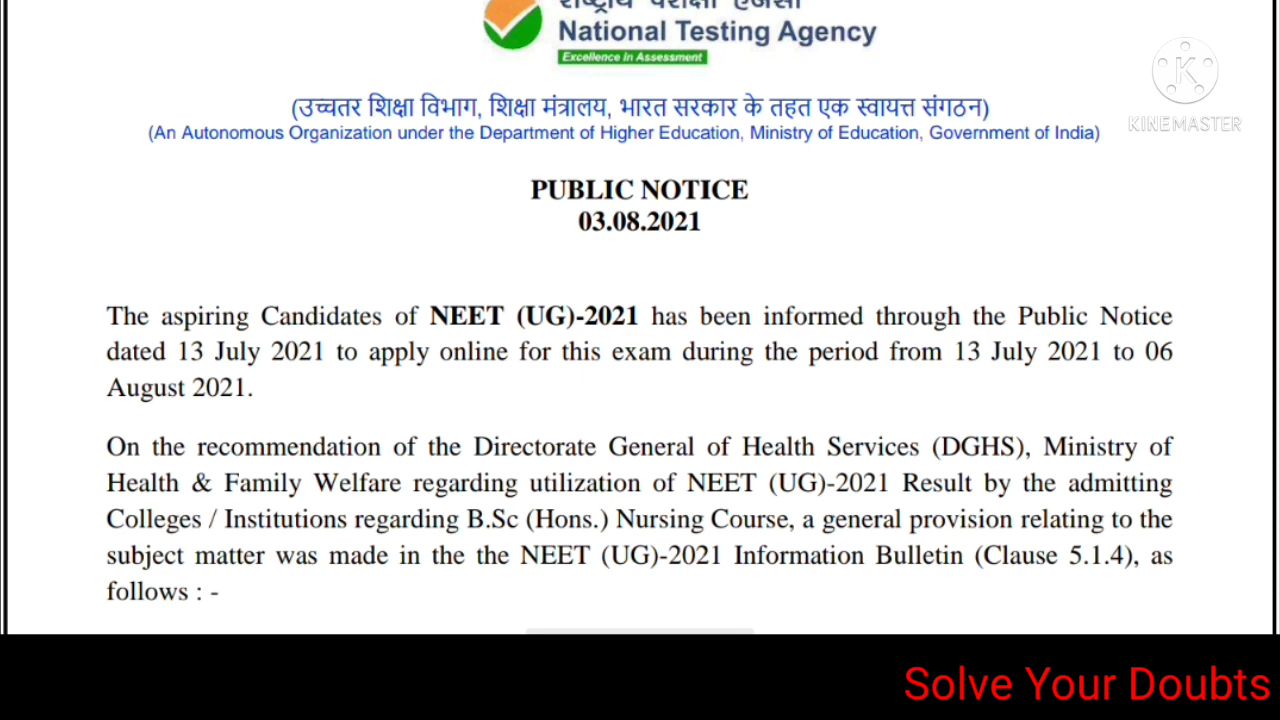 राष्ट्रीय परीक्षा एजेंसी
National Testing Agency
Excellence In Assessment
(उच्चतर शिक्षा विभाग, शिक्षा मंत्रालय, भारत सरकार के तहत एक स्वायत्त संगठन)
(An Autonomous Organization under the Department of Higher Education, Ministry of Education, Government of India)
K
KINEMASTER
PUBLIC NOTICE
03.08.2021
The aspiring Candidates of NEET (UG)-2021 has been informed through the Public Notice
dated 13 July 2021 to apply online for this exam during the period from 13 July 2021 to 06
August 2021.
On the recommendation of the Directorate General of Health Services (DGHS), Ministry of
Health & Family Welfare regarding utilization of NEET (UG)-2021 Result by the admitting
Colleges / Institutions regarding B.Sc (Hons.) Nursing Course, a general provision relating to the
subject matter was made in the the NEET (UG)-2021 Information Bulletin (Clause 5.1.4), as
follows : -
Solve Your Doubts